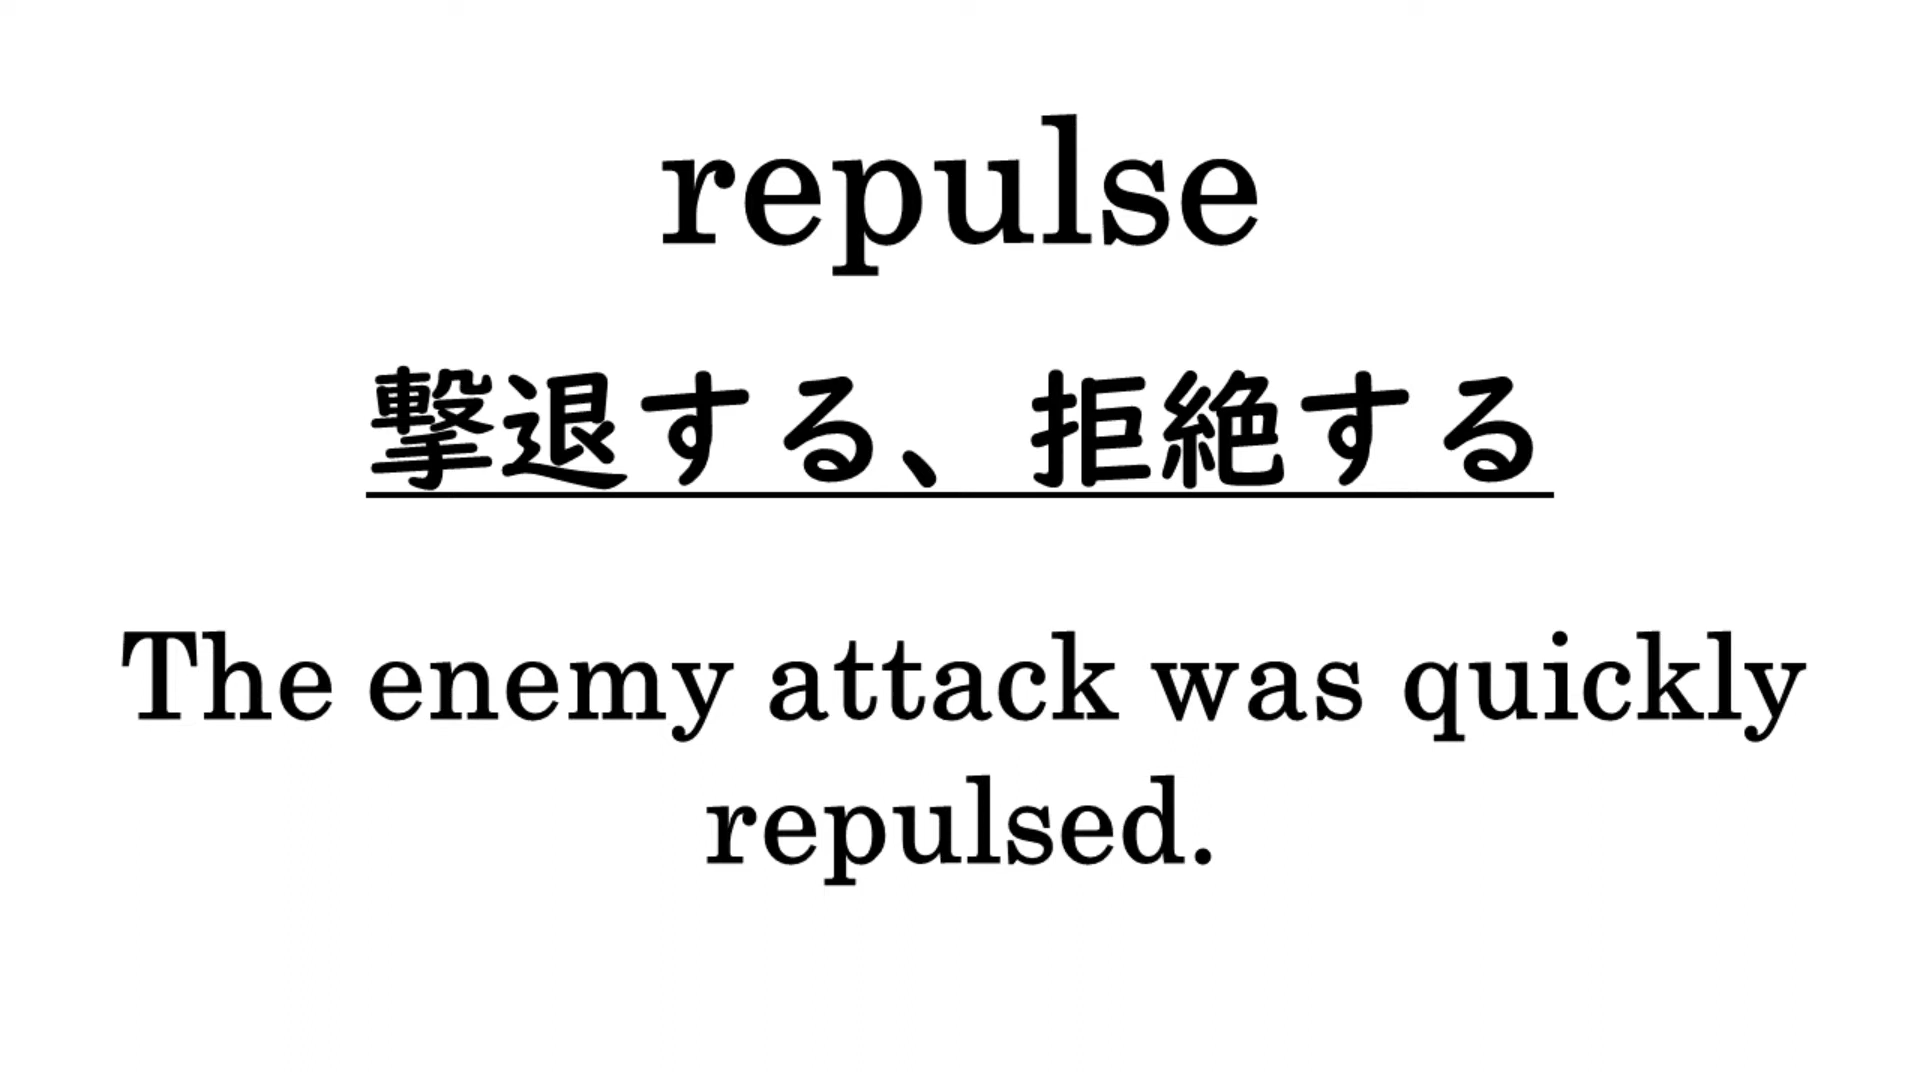 repulse
撃退する、拒絶する
The enemy attack was quickly
repulsed.